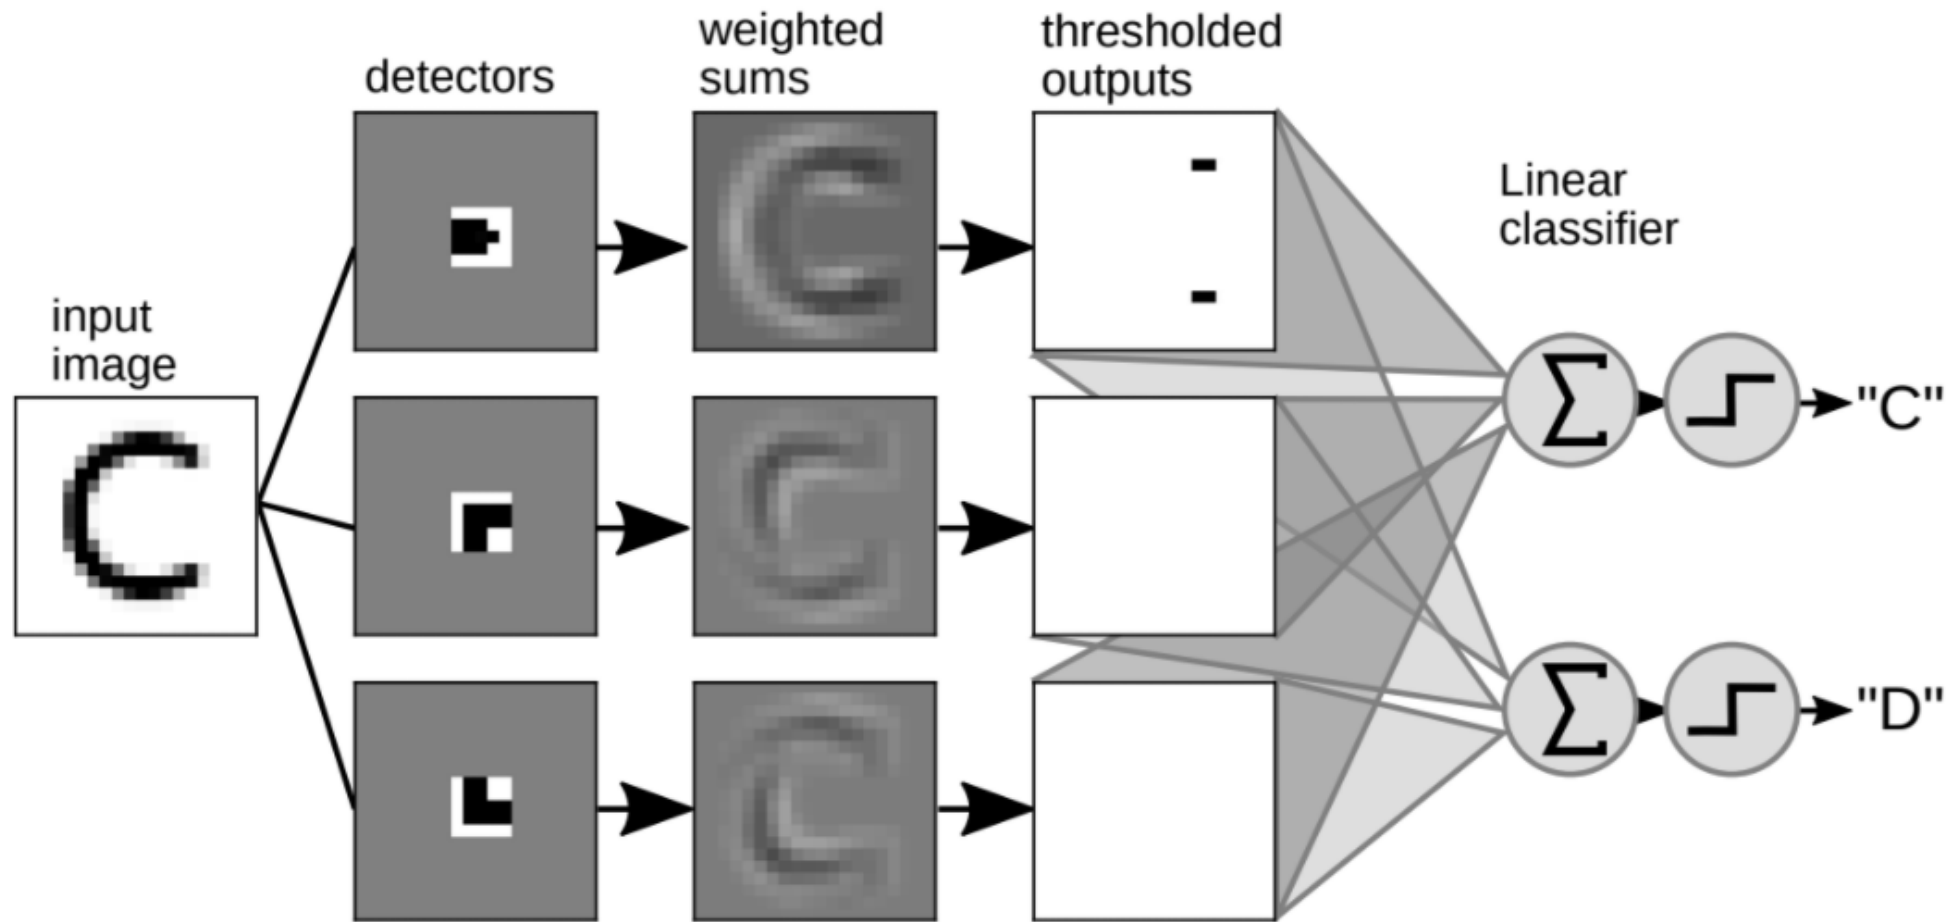 detectors
weighted
sums
thresholded
outputs
Linear
classifier
input
image
Σ
"C"
Σ
"D"